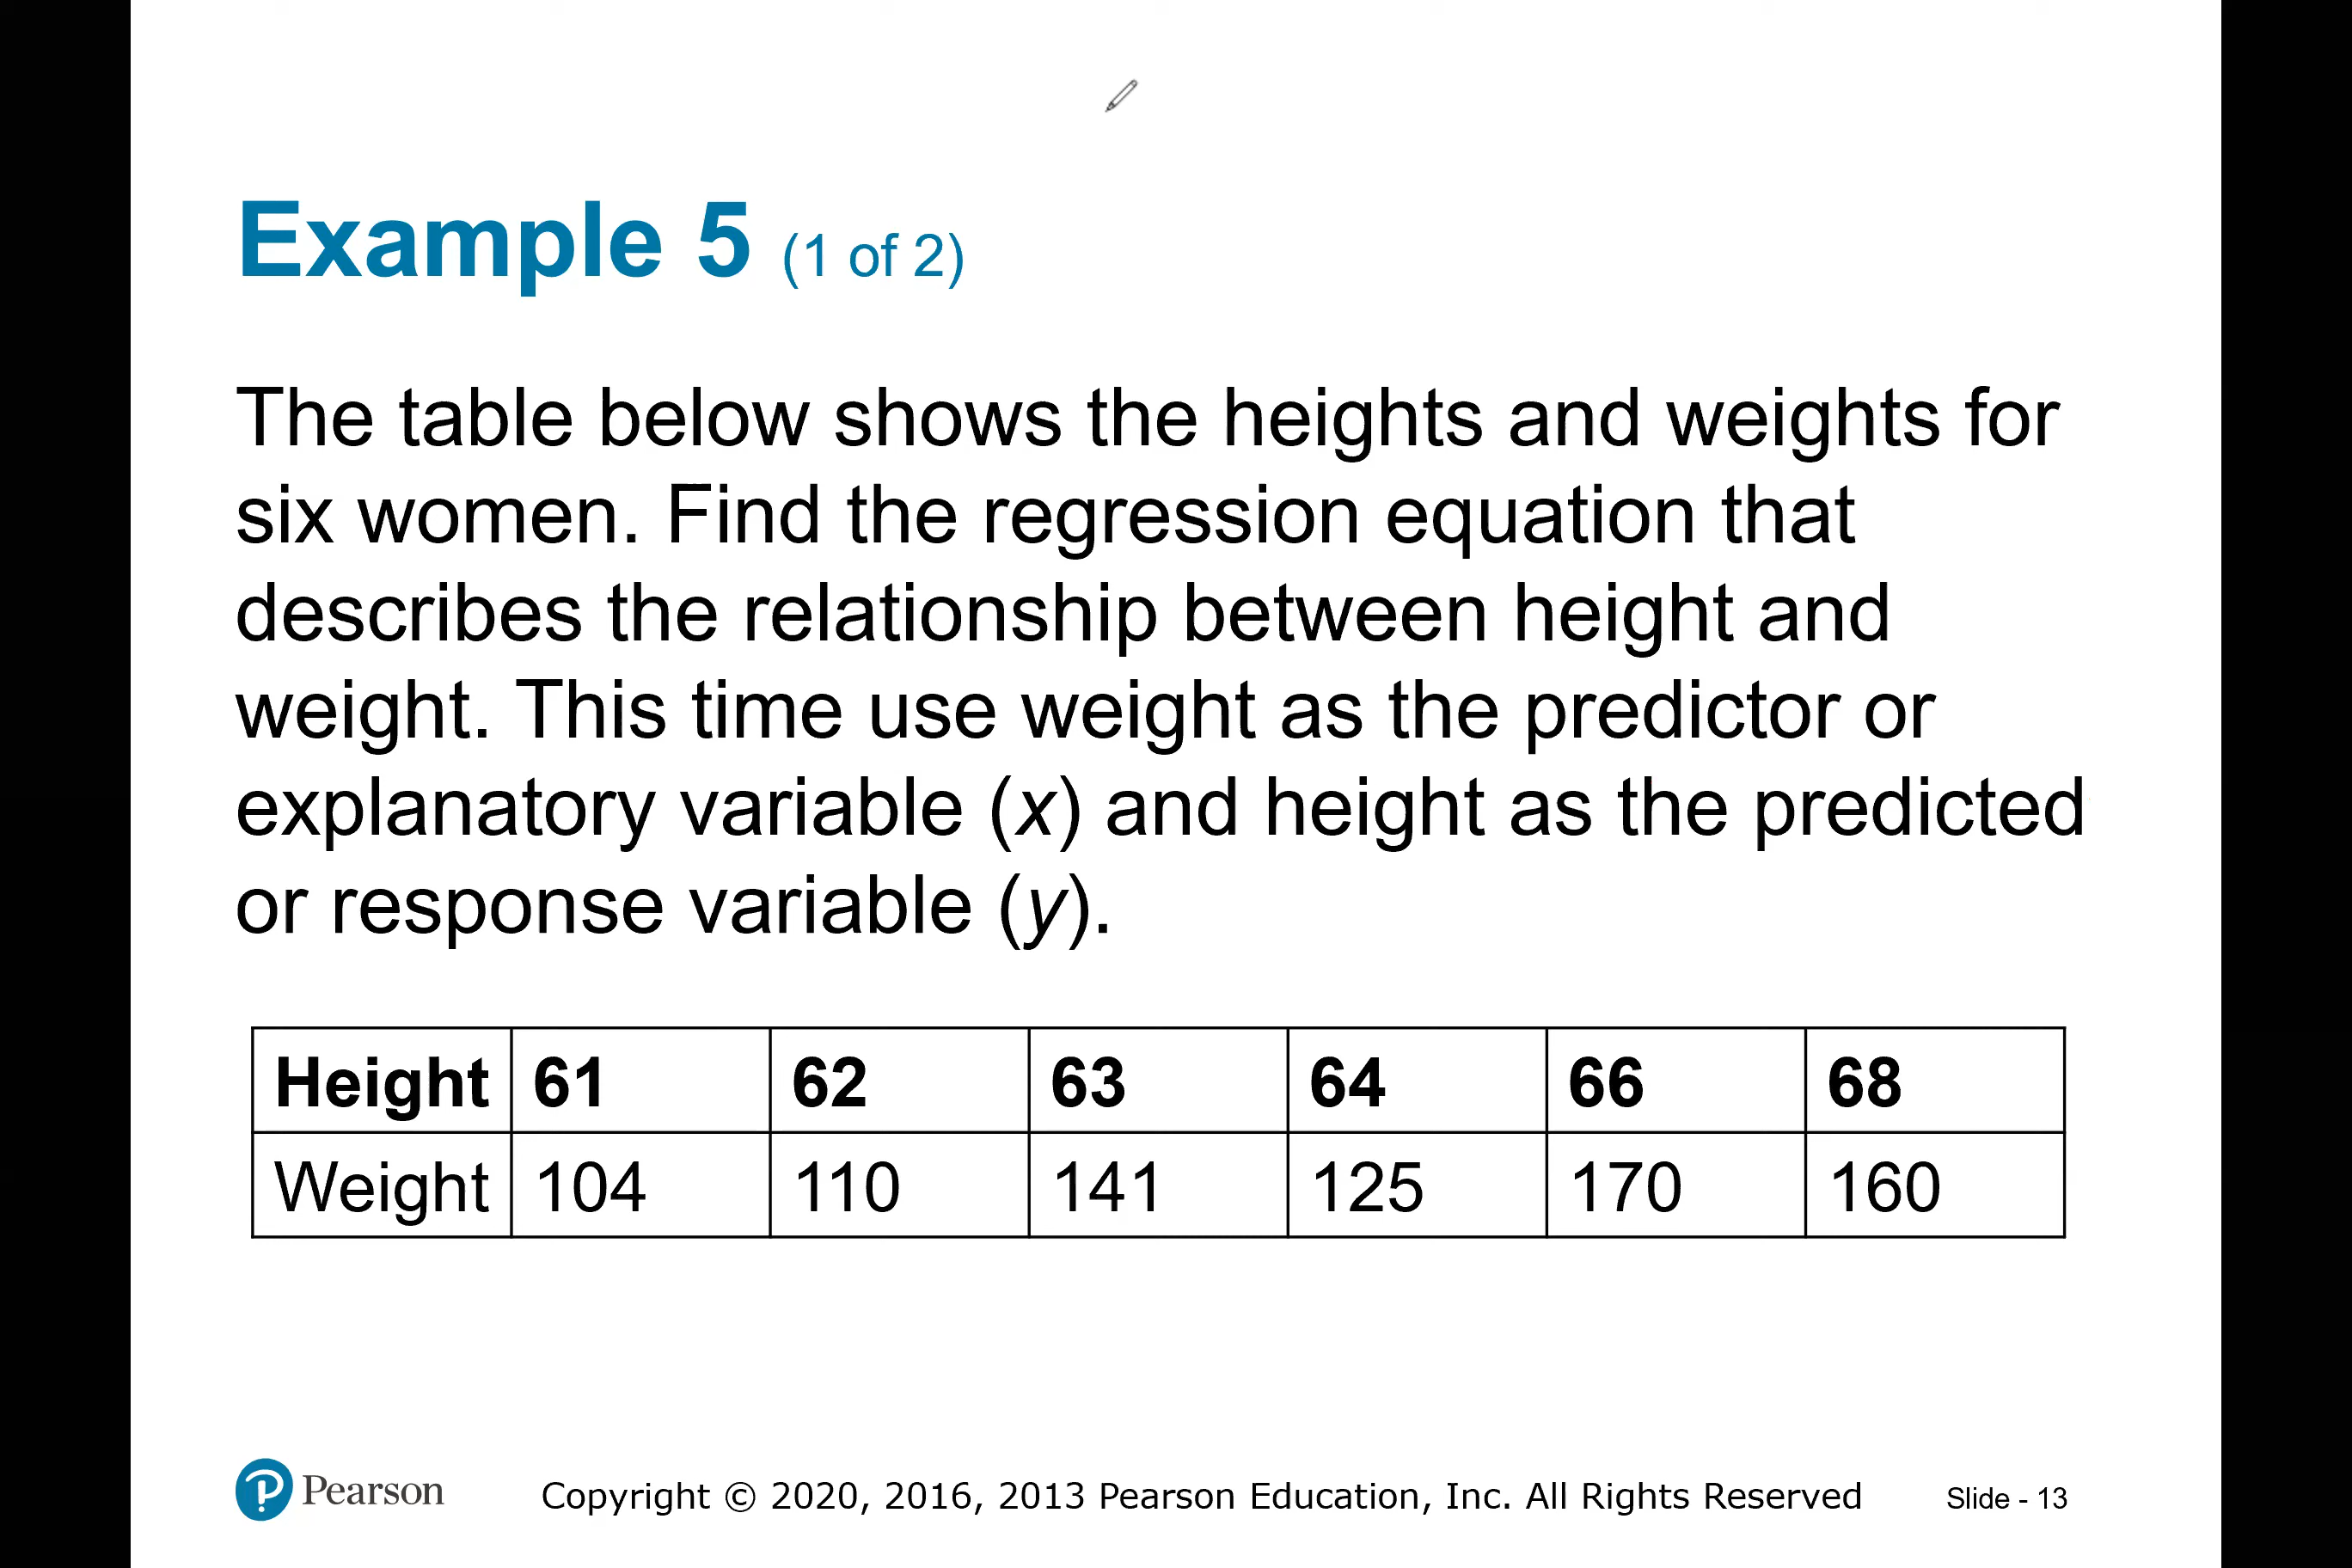 Example 5 (1 of 2)
The table below shows the heights and weights for
six women. Find the regression equation that
describes the relationship between height and
weight. This time use weight as the predictor or
explanatory variable (x) and height as the predicted
or response variable (y).
Height 61 62 63 64 66 68
Weight 104 110 141 125 170 160
Pearson Copyright © 2020, 2016, 2013 Pearson Education, Inc. All Rights Reserved Slide - 13